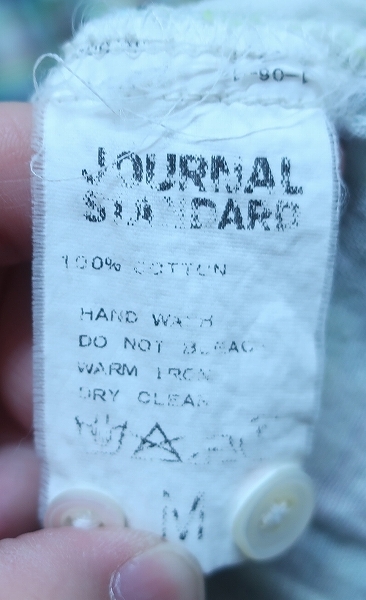 JOURNAL
STANDARD
100% COTTON
HAND WASH
DO NOT BLEACH
WARM IRON
DRY CLEAN
M